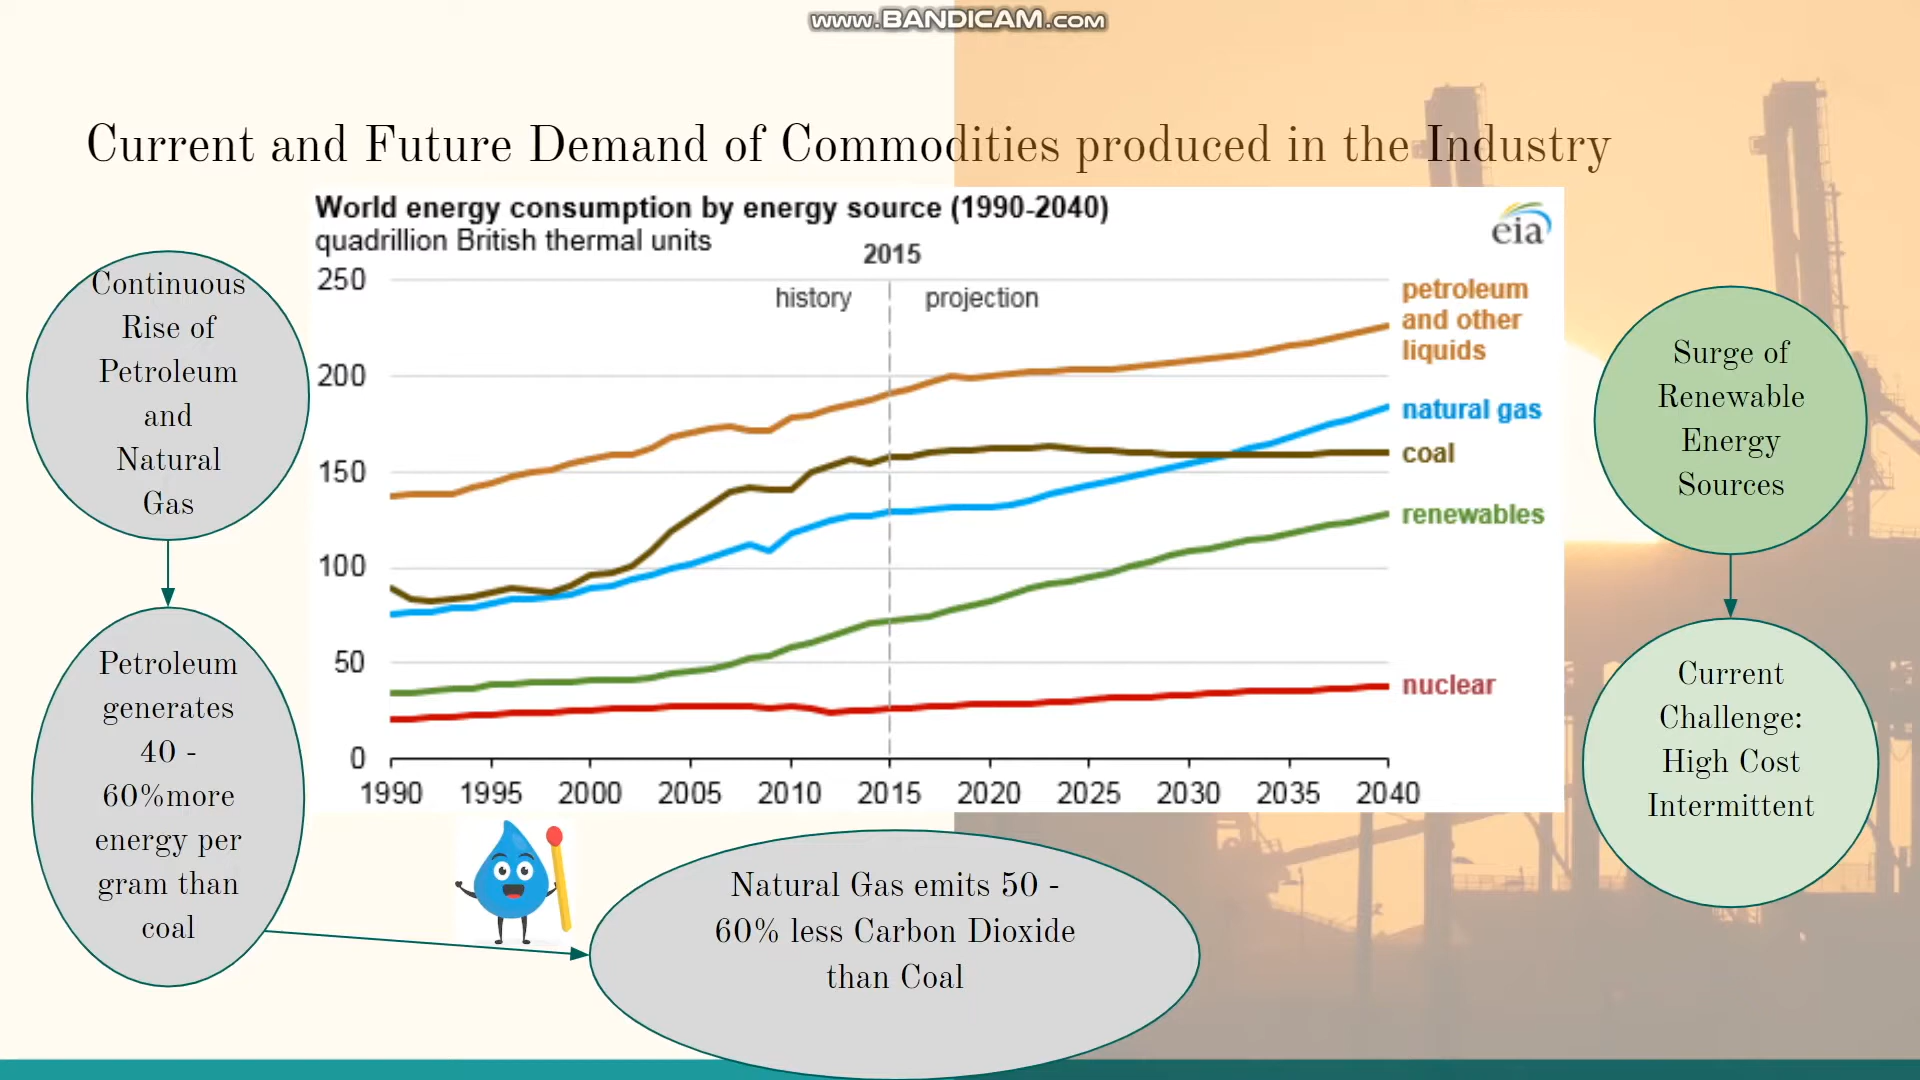 www.BANDICAM.com
Current and Future Demand of Commodities produced in the Industry
World energy consumption by energy source (1990-2040)
quadrillion British thermal units
eia
2015
history
projection
250
200
150
100
50
0
1990 1995 2000 2005 2010 2015 2020 2025 2030 2035 2040
petroleum
and other
liquids
natural gas
coal
renewables
nuclear
Continuous
Rise of
Petroleum
and
Natural
Gas
Petroleum
generates
40 -
60%more
energy per
gram than
coal
Natural Gas emits 50 -
60% less Carbon Dioxide
than Coal
Surge of
Renewable
Energy
Sources
Current
Challenge:
High Cost
Intermittent